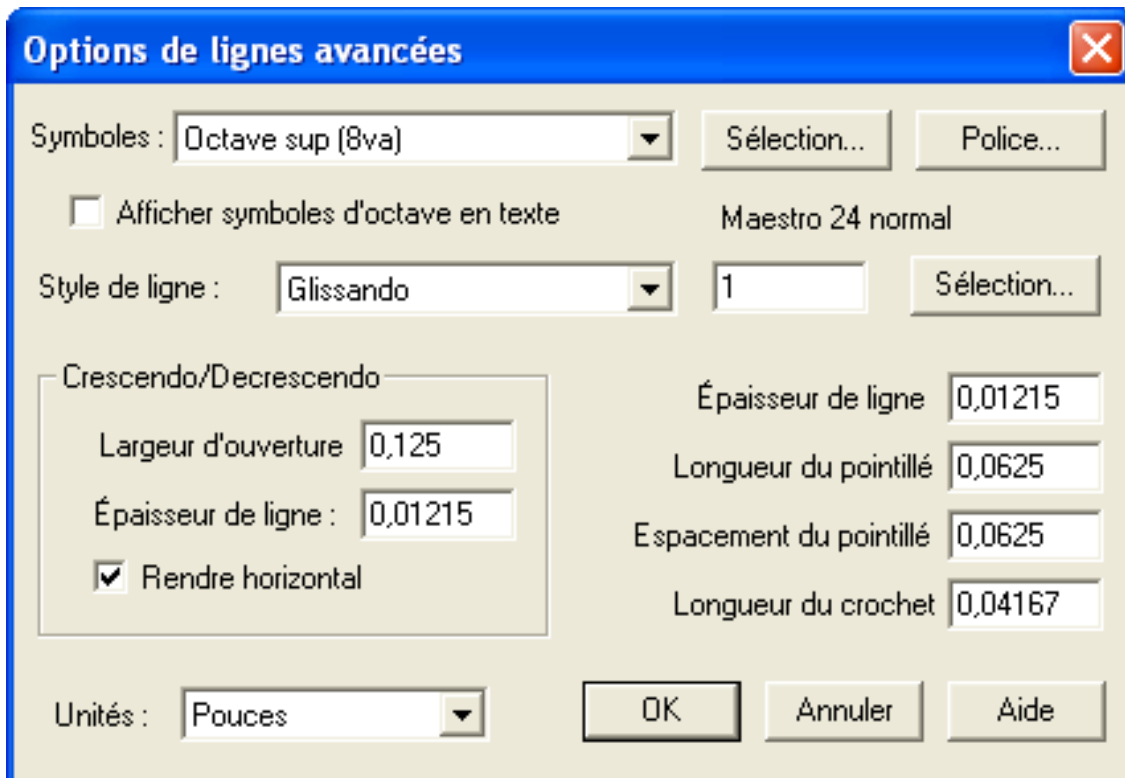 Options de lignes avancées
Symboles : Octave sup (8va) Sélection... Police...
Afficher symboles d'octave en texte Maestro 24 normal
Style de ligne : Glissando 1 Sélection...
Crescendo/Decrescendo
Largeur d'ouverture 0,125
Épaisseur de ligne : 0,01215
Rendre horizontal
Épaisseur de ligne 0,01215
Longueur du pointillé 0,0625
Espacement du pointillé 0,0625
Longueur du crochet 0,04167
Unités : Pouces OK Annuler Aide